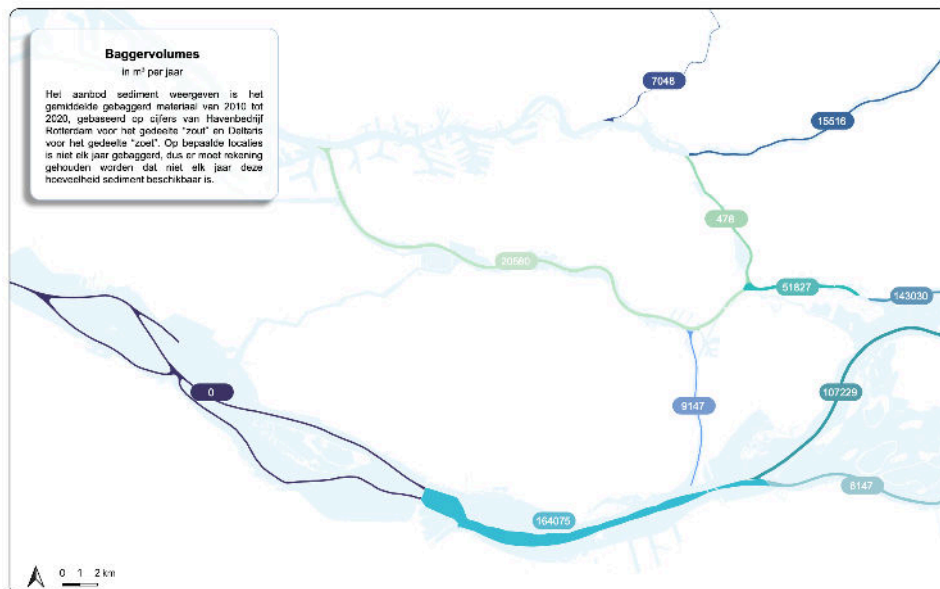 Baggervolumes
in m³ per jaar
Het aanbod sediment weergeven is het
gemiddelde gebaggerd materiaal van 2010 tot
2020, gebaseerd op cijfers van Havenbedrijf
Rotterdam voor het gedeelte "zout" en Deltaris
voor het gedeelte "zoet". Op bepaalde locaties
is niet elk jaar gebaggerd, dus er moet rekening
gehouden worden dat niet elk jaar deze
hoeveelheid sediment beschikbaar is.
7048
15516
478
20580
51827
143030
0
9147
107229
8147
164075
0 1 2 km